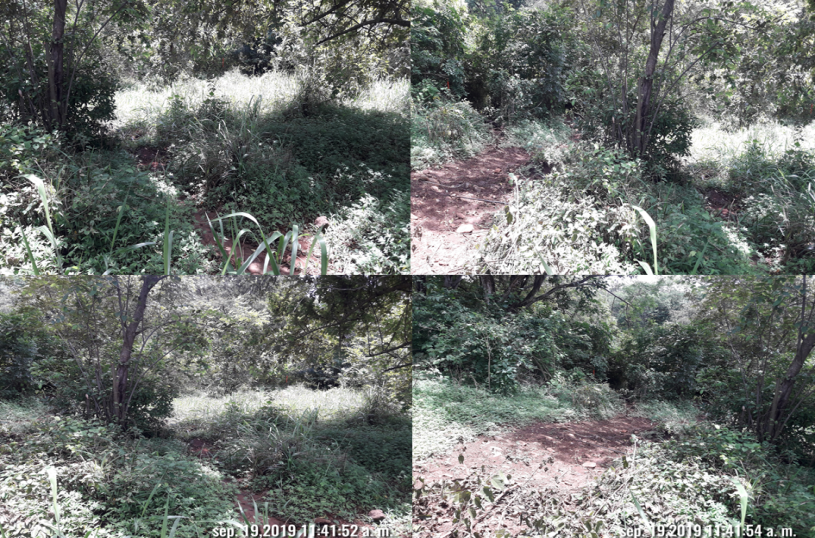 sep. 19,2019 11:41:52 a. m.
sep. 19,2019 11:41:54 a. m.